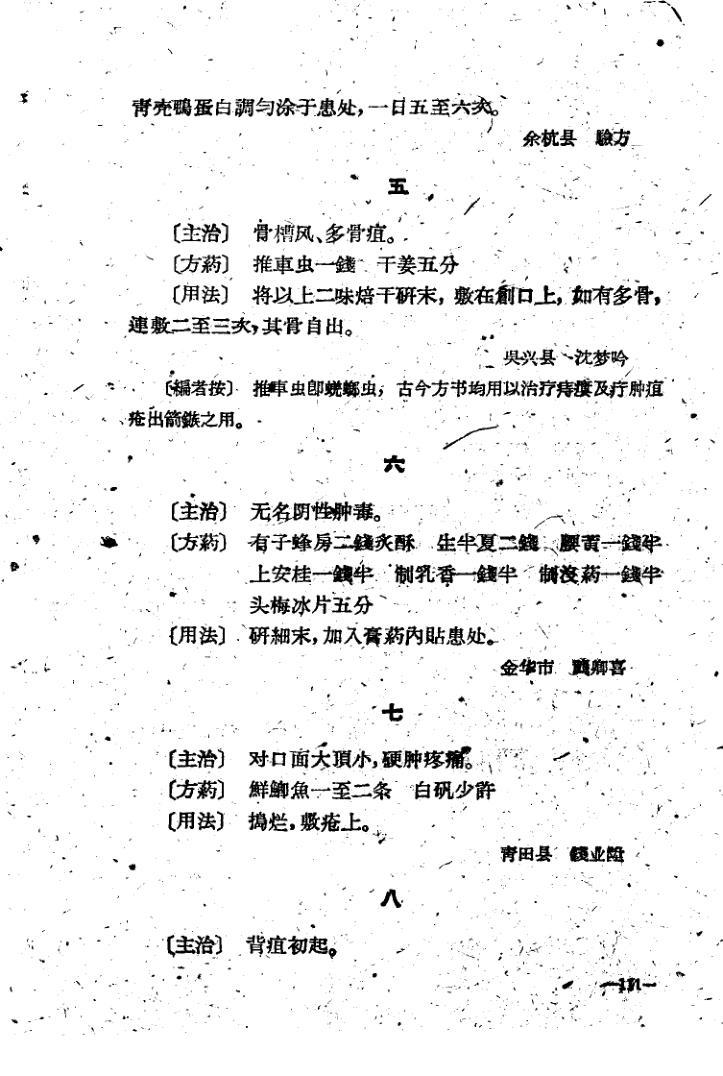 青壳鴨蛋白調匀涂于患处，一日五至六次。
余杭县　驗方
五
〔主治〕　骨槽风、多骨疽。
〔方葯〕　推車虫一錢　干姜五分
〔用法〕　将以上二味焙干研末，敷在創口上，如有多骨，
連敷二至三次，其骨自出。
吳兴县　沈梦吟
〔編者按〕　推車虫即蜣螂虫，古今方书均用以治疗痔瘻及疔肿疽
疮出箭鏃之用。
六
〔主治〕　无名阴性肿毒。
〔方葯〕　有子蜂房二錢炙酥　生半夏二錢　腰黄一錢半
上安桂一錢半　制乳香一錢半　制沒葯一錢半
头梅冰片五分
〔用法〕　研細末，加入膏葯內貼患处。
金华市　卿喜
七
〔主治〕　对口面大頂小，硬肿疼痛。
〔方葯〕　鮮鯽魚一至二条　白矾少許
〔用法〕　搗烂，敷疮上。
青田县　錢业
八
〔主治〕　背疽初起。